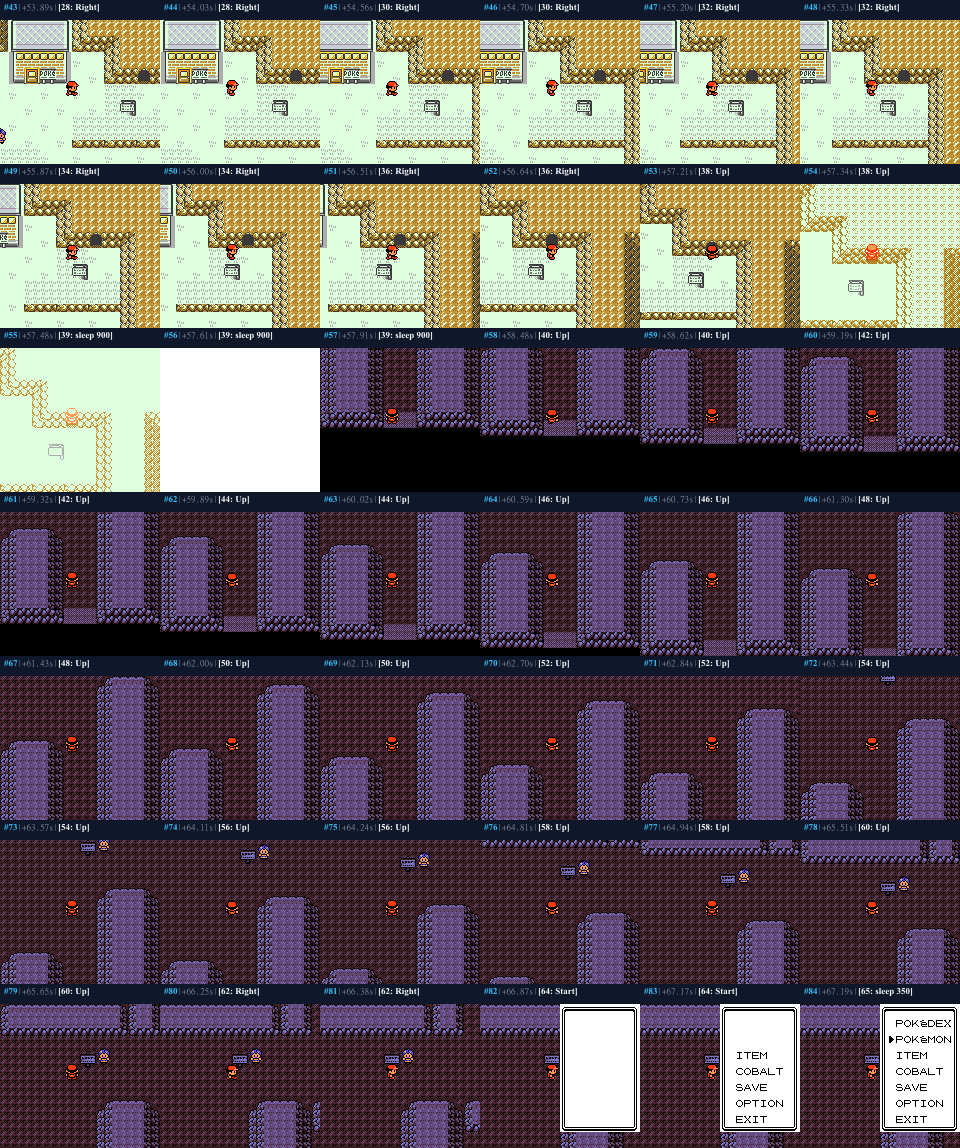 #43|+53.89s| [28: Right]
#44|+54.03s| [28: Right]
#45|+54.56s| [30: Right]
#46|+54.70s| [30: Right]
#47|+55.20s| [32: Right]
#48|+55.33s| [32: Right]
POKé
POKé
POKé
POKé
POKé
#49|+55.87s| [34: Right]
#50|+56.00s| [34: Right]
#51|+56.51s| [36: Right]
#52|+56.64s| [36: Right]
#53|+57.21s| [38: Up]
#54|+57.34s| [38: Up]
#55|+57.48s| [39: sleep 900]
#56|+57.61s| [39: sleep 900]
#57|+57.91s| [39: sleep 900]
#58|+58.48s| [40: Up]
#59|+58.62s| [40: Up]
#60|+59.19s| [42: Up]
#61|+59.32s| [42: Up]
#62|+59.89s| [44: Up]
#63|+60.02s| [44: Up]
#64|+60.59s| [46: Up]
#65|+60.73s| [46: Up]
#66|+61.30s| [48: Up]
#67|+61.43s| [48: Up]
#68|+62.00s| [50: Up]
#69|+62.13s| [50: Up]
#70|+62.70s| [52: Up]
#71|+62.84s| [52: Up]
#72|+63.44s| [54: Up]
#73|+63.57s| [54: Up]
#74|+64.11s| [56: Up]
#75|+64.24s| [56: Up]
#76|+64.81s| [58: Up]
#77|+64.94s| [58: Up]
#78|+65.51s| [60: Up]
#79|+65.65s| [60: Up]
#80|+66.25s| [62: Right]
#81|+66.38s| [62: Right]
#82|+66.87s| [64: Start]
#83|+67.17s| [64: Start]
#84|+67.19s| [65: sleep 350]
ITEM
COBALT
SAVE
OPTION
EXIT
POKéDEX
▶POKéMON
ITEM
COBALT
SAVE
OPTION
EXIT